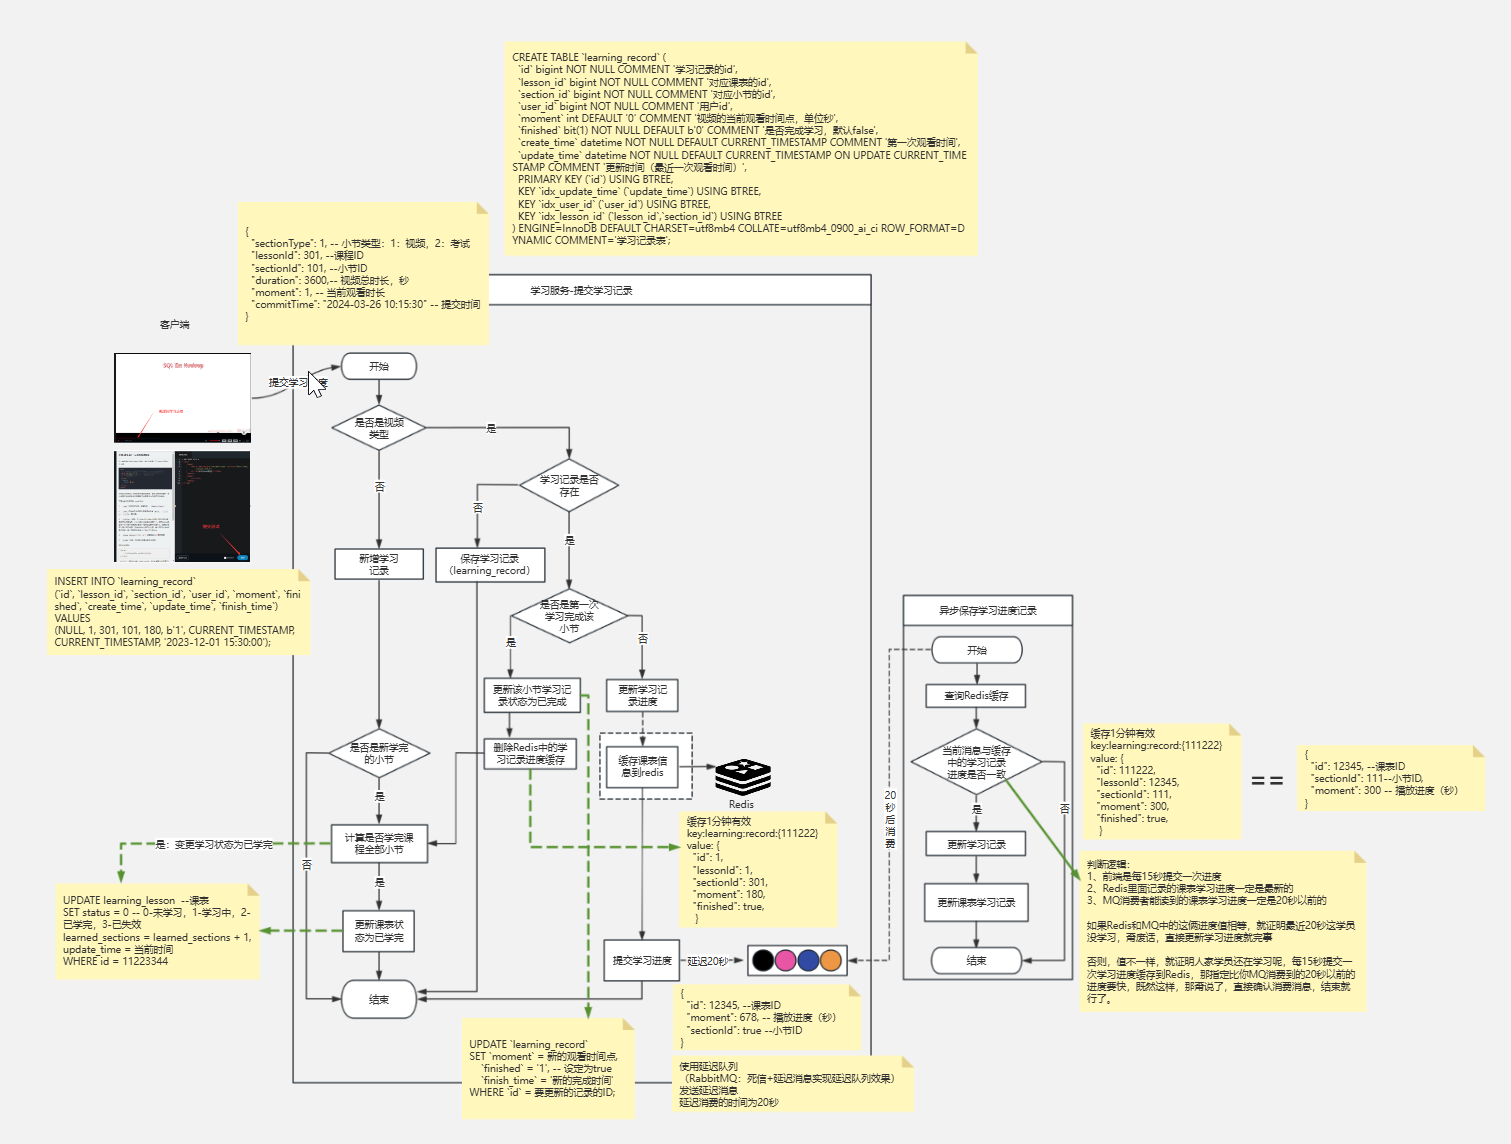 CREATE TABLE `learning_record` (
`id` bigint NOT NULL COMMENT '学习记录的id',
`lesson_id` bigint NOT NULL COMMENT '对应课表的id',
`section_id` bigint NOT NULL COMMENT '对应小节的id',
`user_id` bigint NOT NULL COMMENT '用户id',
`moment` int DEFAULT '0' COMMENT '视频的当前观看时间点，单位秒',
`finished` bit(1) NOT NULL DEFAULT b'0' COMMENT '是否完成学习，默认false',
`create_time` datetime NOT NULL DEFAULT CURRENT_TIMESTAMP COMMENT '第一次观看时间',
`update_time` datetime NOT NULL DEFAULT CURRENT_TIMESTAMP ON UPDATE CURRENT_TIME
STAMP COMMENT '更新时间（最近一次观看时间）',
PRIMARY KEY (`id`) USING BTREE,
KEY `idx_update_time` (`update_time`) USING BTREE,
KEY `idx_user_id` (`user_id`) USING BTREE,
KEY `idx_lesson_id` (`lesson_id`,`section_id`) USING BTREE
) ENGINE=InnoDB DEFAULT CHARSET=utf8mb4 COLLATE=utf8mb4_0900_ai_ci ROW_FORMAT=D
YNAMIC COMMENT='学习记录表';
{
"sectionType": 1, -- 小节类型：1：视频，2：考试
"lessonId": 301, --课程ID
"sectionId": 101, --小节ID
"duration": 3600,-- 视频总时长，秒
"moment": 1, -- 当前观看时长
"commitTime": "2024-03-26 10:15:30" -- 提交时间
}
学习服务-提交学习记录
客户端
提交学习 度
开始
是否是视频
类型
是
否
学习记录是否
存在
否
是
新增学习
记录
保存学习记录
（learning_record）
INSERT INTO `learning_record`
(`id`, `lesson_id`, `section_id`, `user_id`, `moment`, `fini
shed`, `create_time`, `update_time`, `finish_time`)
VALUES
(NULL, 1, 301, 101, 180, b'1', CURRENT_TIMESTAMP,
CURRENT_TIMESTAMP, '2023-12-01 15:30:00');
是否是第一次
学习完成该
小节
是
否
更新该小节学习记
录状态为已完成
更新学习记
录进度
是否是新学完
的小节
删除Redis中的学
习记录进度缓存
缓存课表信
息到redis
Redis
是
否
计算是否学完课
程全部小节
是：变更学习状态为已学完
是
更新课表状
态为已学完
UPDATE learning_lesson  --课表
SET status = 0 -- 0-未学习，1-学习中，2-
已学完，3-已失效
learned_sections = learned_sections + 1,
update_time = 当前时间
WHERE id = 11223344
缓存1分钟有效
key:learning:record:{111222}
value: {
"id": 1,
"lessonId": 1,
"sectionId": 301,
"moment": 180,
"finished": true,
}
提交学习进度
延迟20秒
结束
{
"id": 12345, --课表ID
"moment": 678, -- 播放进度（秒）
"sectionId": true --小节ID
}
UPDATE `learning_record`
SET `moment` = 新的观看时间点,
`finished` = '1', -- 设定为true
`finish_time` = '新的完成时间'
WHERE `id` = 要更新的记录的ID;
使用延迟队列
（RabbitMQ：死信+延迟消息实现延迟队列效果）
发送延迟消息
延迟消费的时间为20秒
20
秒
后
消
费
异步保存学习进度记录
开始
查询Redis缓存
当前消息与缓存
中的学习记录
进度是否一致
是
否
更新学习记录
更新课表学习记录
结束
缓存1分钟有效
key:learning:record:{111222}
value: {
"id": 111222,
"lessonId": 12345,
"sectionId": 111,
"moment": 300,
"finished": true,
}
==
{
"id": 12345, --课表ID
"sectionId": 111--小节ID,
"moment": 300 -- 播放进度（秒）
}
判断逻辑：
1、前端是每15秒提交一次进度
2、Redis里面记录的课表学习进度一定是最新的
3、MQ消费者能读到的课表学习进度一定是20秒以前的
如果Redis和MQ中的这俩进度值相等，就证明最近20秒这学员
没学习，甭废话，直接更新学习进度就完事
否则，值不一样，就证明人家学员还在学习呢，每15秒提交一
次学习进度缓存到Redis，那指定比你MQ消费到的20秒以前的
进度要快，既然这样，那甭说了，直接确认消费消息，结束就
行了。